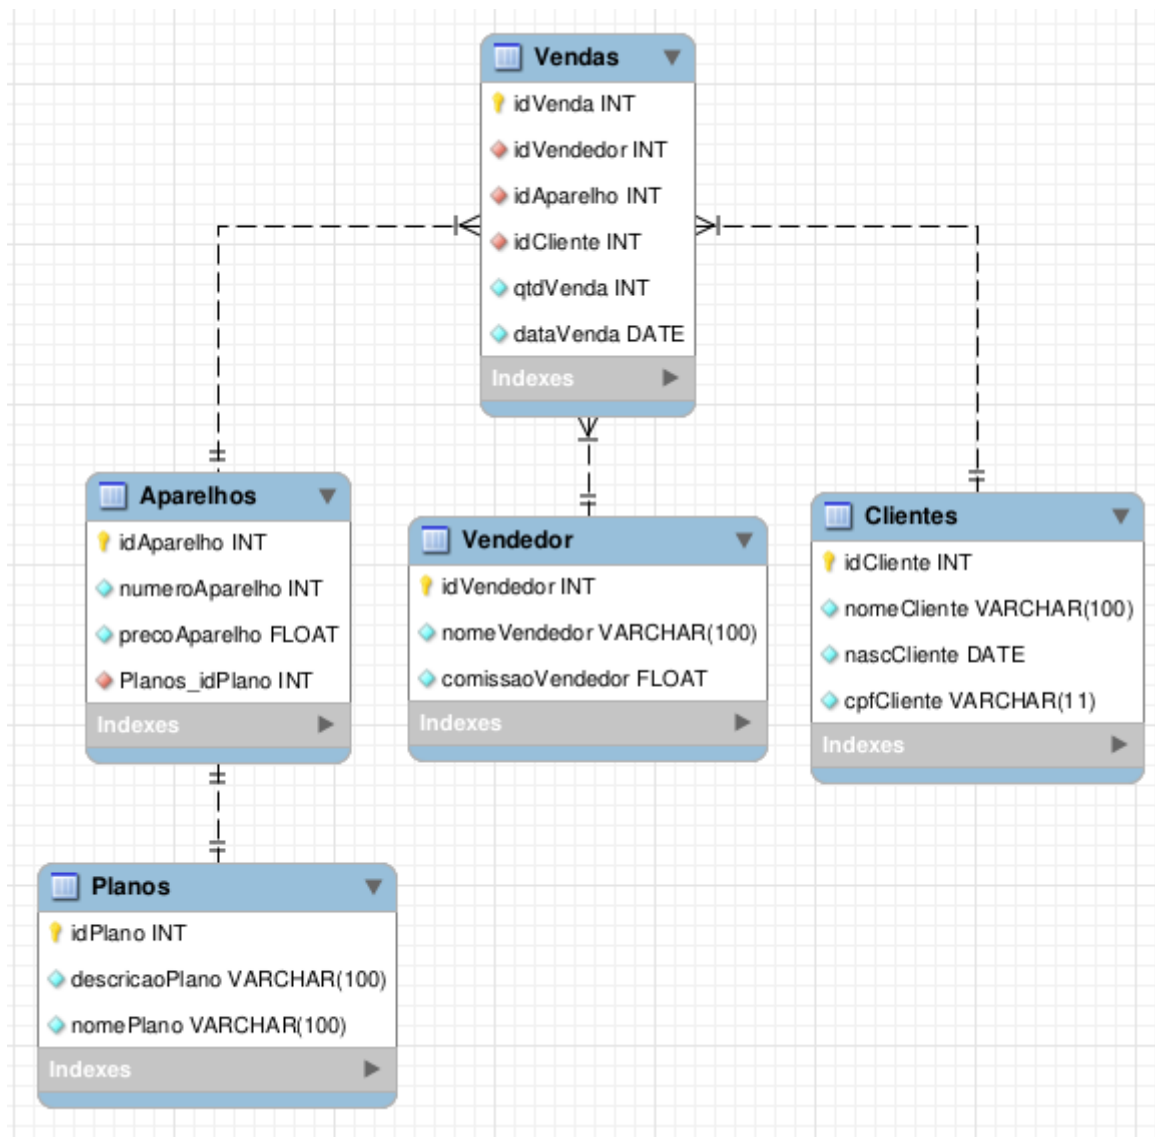 Vendas
idVenda INT
idVendedor INT
idAparelho INT
idCliente INT
qtdVenda INT
dataVenda DATE
Indexes
Aparelhos
idAparelho INT
numeroAparelho INT
precoAparelho FLOAT
Planos_idPlano INT
Indexes
Vendedor
idVendedor INT
nomeVendedor VARCHAR(100)
comissaoVendedor FLOAT
Indexes
Clientes
idCliente INT
nomeCliente VARCHAR(100)
nascCliente DATE
cpfCliente VARCHAR(11)
Indexes
Planos
idPlano INT
descricaoPlano VARCHAR(100)
nomePlano VARCHAR(100)
Indexes